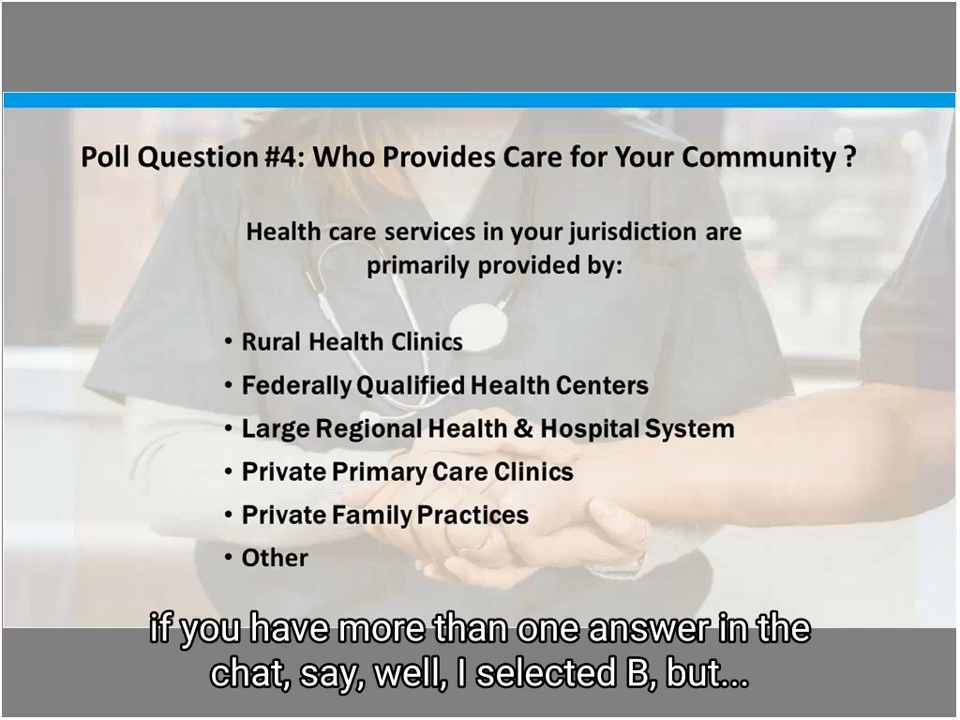 Poll Question #4: Who Provides Care for Your Community ?
Health care services in your jurisdiction are
primarily provided by:
• Rural Health Clinics
• Federally Qualified Health Centers
• Large Regional Health & Hospital System
• Private Primary Care Clinics
• Private Family Practices
• Other
if you have more than one answer in the
chat, say, well, I selected B, but...